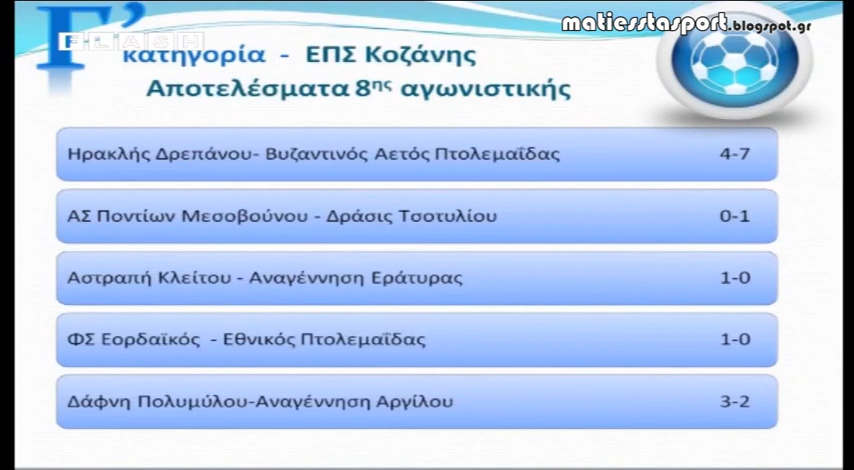 matiesstasport.blogspot.gr
FLASH
Γ’ κατηγορία - ΕΠΣ Κοζάνης
Αποτελέσματα 8ης αγωνιστικής
Ηρακλής Δρεπάνου- Βυζαντινός Αετός Πτολεμαΐδας 4-7
ΑΣ Ποντίων Μεσοβούνου - Δράσις Τσοτυλίου 0-1
Αστραπή Κλείτου - Αναγέννηση Εράτυρας 1-0
ΦΣ Εορδαϊκός - Εθνικός Πτολεμαΐδας 1-0
Δάφνη Πολυμύλου-Αναγέννηση Αργίλου 3-2